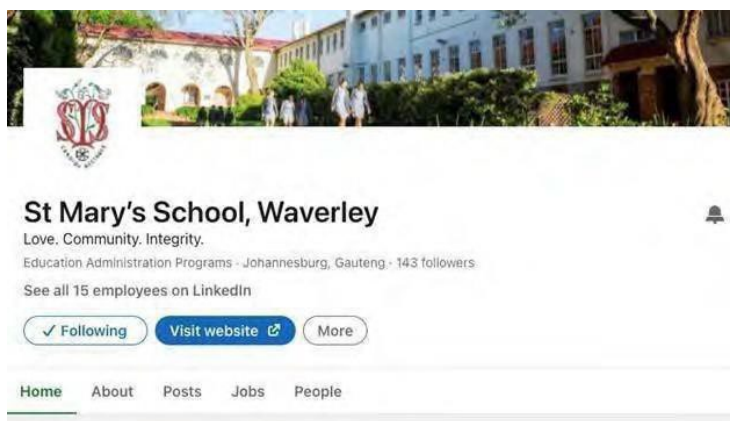 St Mary's School, Waverley
Love. Community. Integrity.
Education Administration Programs · Johannesburg, Gauteng · 143 followers
See all 15 employees on LinkedIn
✓ Following Visit website More
Home About Posts Jobs People